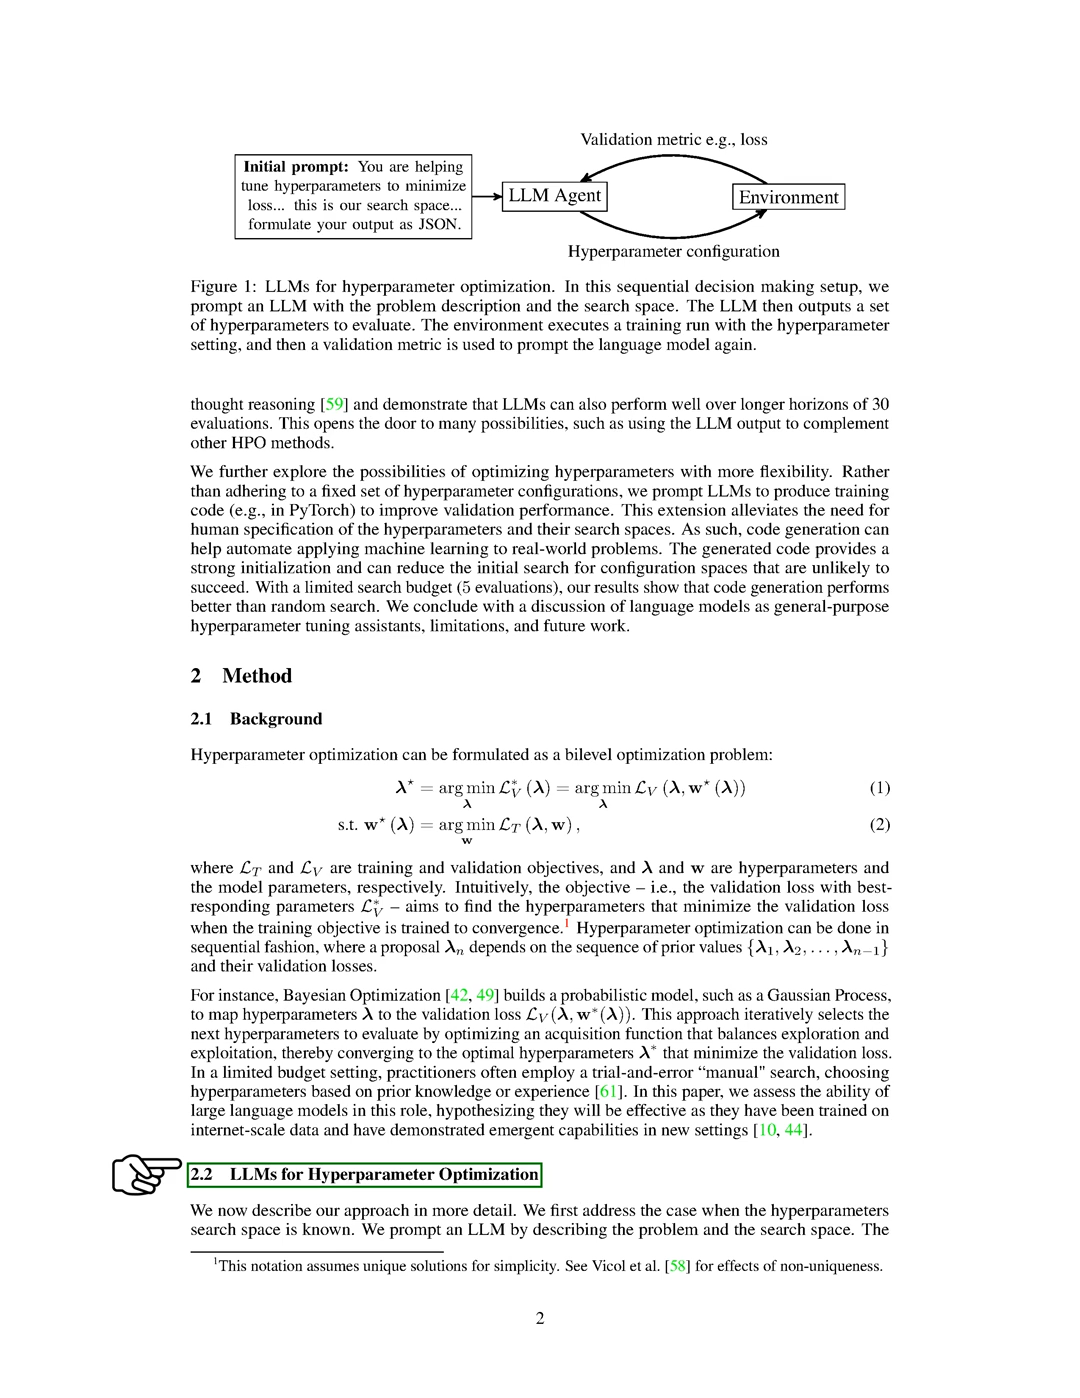 Validation metric e.g., loss
Initial prompt: You are helping
tune hyperparameters to minimize
loss... this is our search space...
formulate your output as JSON.
LLM Agent
Environment
Hyperparameter configuration
Figure 1: LLMs for hyperparameter optimization. In this sequential decision making setup, we
prompt an LLM with the problem description and the search space. The LLM then outputs a set
of hyperparameters to evaluate. The environment executes a training run with the hyperparameter
setting, and then a validation metric is used to prompt the language model again.
thought reasoning [59] and demonstrate that LLMs can also perform well over longer horizons of 30
evaluations. This opens the door to many possibilities, such as using the LLM output to complement
other HPO methods.
We further explore the possibilities of optimizing hyperparameters with more flexibility. Rather
than adhering to a fixed set of hyperparameter configurations, we prompt LLMs to produce training
code (e.g., in PyTorch) to improve validation performance. This extension alleviates the need for
human specification of the hyperparameters and their search spaces. As such, code generation can
help automate applying machine learning to real-world problems. The generated code provides a
strong initialization and can reduce the initial search for configuration spaces that are unlikely to
succeed. With a limited search budget (5 evaluations), our results show that code generation performs
better than random search. We conclude with a discussion of language models as general-purpose
hyperparameter tuning assistants, limitations, and future work.
2 Method
2.1 Background
Hyperparameter optimization can be formulated as a bilevel optimization problem:
λ⋆ = arg min_λ ℒ*_V (λ) = arg min_λ ℒ_V (λ, w⋆ (λ)) (1)
s.t. w⋆ (λ) = arg min_w ℒ_T (λ, w) , (2)
where ℒ_T and ℒ_V are training and validation objectives, and λ and w are hyperparameters and
the model parameters, respectively. Intuitively, the objective – i.e., the validation loss with best-
responding parameters ℒ*_V – aims to find the hyperparameters that minimize the validation loss
when the training objective is trained to convergence.¹ Hyperparameter optimization can be done in
sequential fashion, where a proposal λ_n depends on the sequence of prior values {λ₁, λ₂, . . . , λ_{n−1}}
and their validation losses.
For instance, Bayesian Optimization [42, 49] builds a probabilistic model, such as a Gaussian Process,
to map hyperparameters λ to the validation loss ℒ_V(λ, w*(λ)). This approach iteratively selects the
next hyperparameters to evaluate by optimizing an acquisition function that balances exploration and
exploitation, thereby converging to the optimal hyperparameters λ* that minimize the validation loss.
In a limited budget setting, practitioners often employ a trial-and-error “manual" search, choosing
hyperparameters based on prior knowledge or experience [61]. In this paper, we assess the ability of
large language models in this role, hypothesizing they will be effective as they have been trained on
internet-scale data and have demonstrated emergent capabilities in new settings [10, 44].
2.2 LLMs for Hyperparameter Optimization
We now describe our approach in more detail. We first address the case when the hyperparameters
search space is known. We prompt an LLM by describing the problem and the search space. The
¹This notation assumes unique solutions for simplicity. See Vicol et al. [58] for effects of non-uniqueness.
2